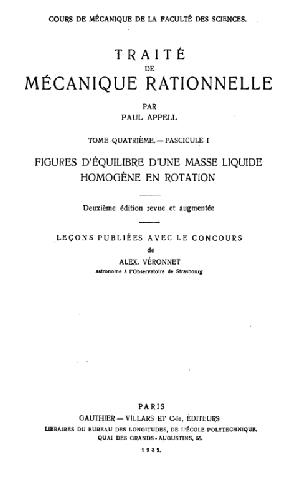 COURS DE MÉCANIQUE DE LA FACULTÉ DES SCIENCES.
TRAITÉ
DE
MÉCANIQUE RATIONNELLE
PAR
PAUL APPELL
TOME QUATRIÈME. — FASCICULE I
FIGURES D'ÉQUILIBRE D'UNE MASSE LIQUIDE
HOMOGÈNE EN ROTATION
Deuxième édition revue et augmentée
LEÇONS PUBLIÉES AVEC LE CONCOURS
de
ALEX. VÉRONNET
astronome à l'Observatoire de Strasbourg
PARIS
GAUTHIER — VILLARS ET Cie, ÉDITEURS
LIBRAIRES DU BUREAU DES LONGITUDES, DE L'ÉCOLE POLYTECHNIQUE.
QUAI DES GRANDS-AUGUSTINS, 55.